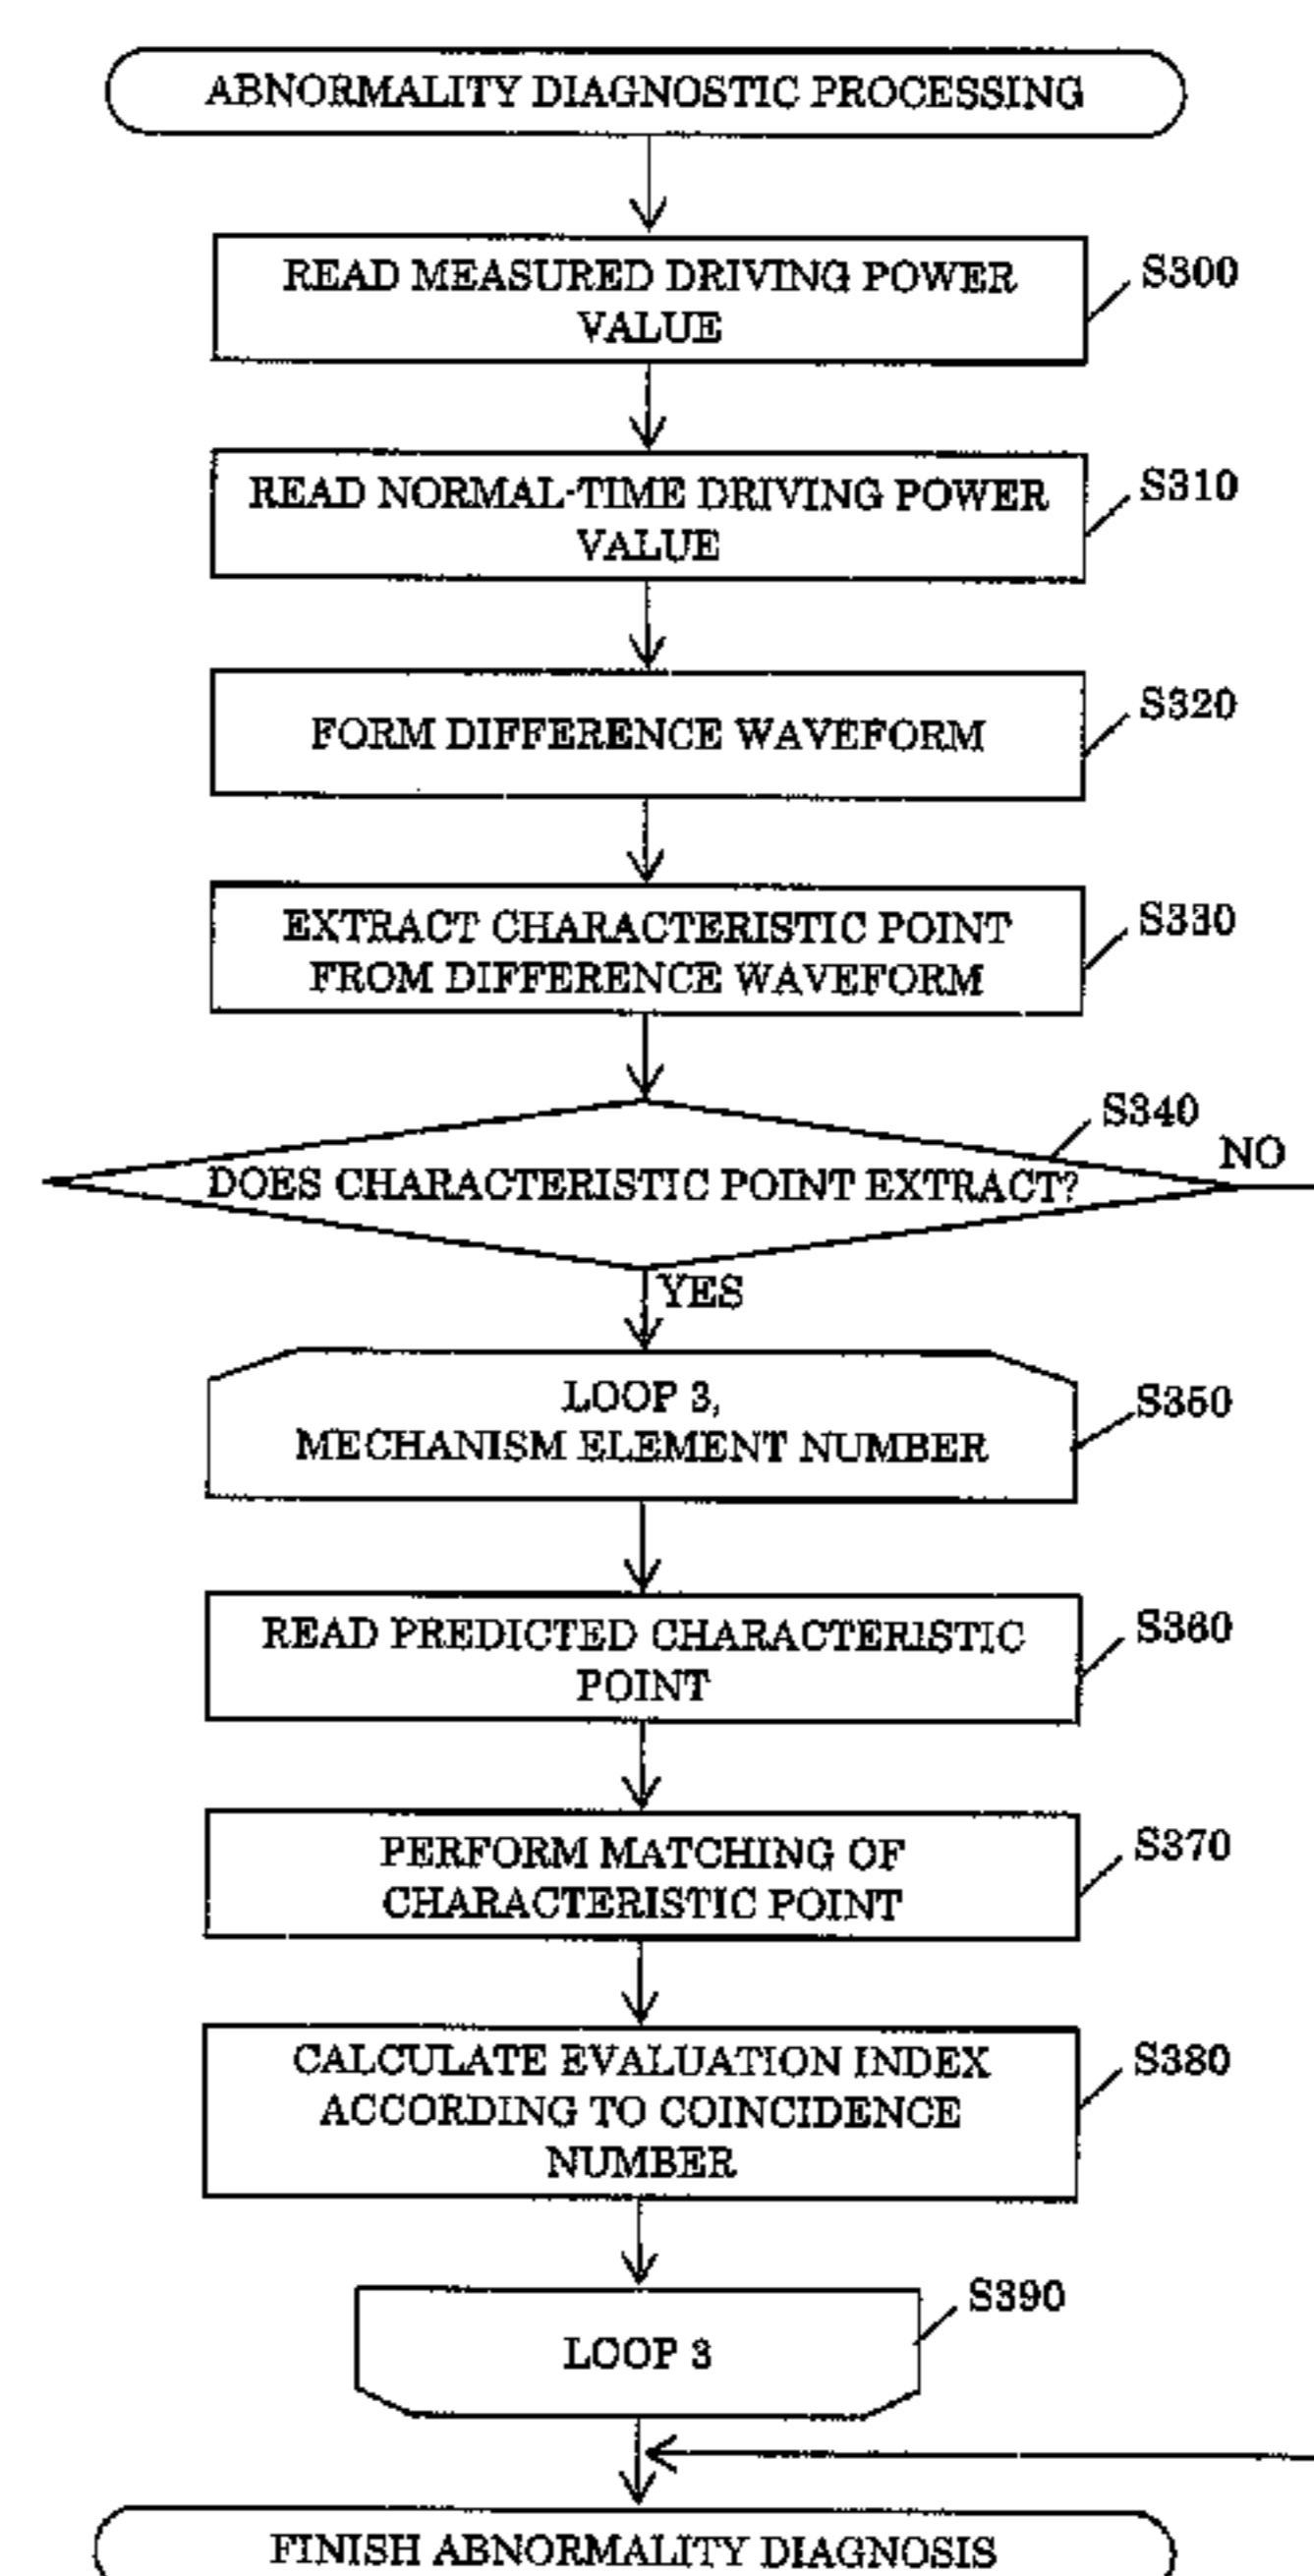 ABNORMALITY DIAGNOSTIC PROCESSING
READ MEASURED DRIVING POWER
VALUE
S300
READ NORMAL-TIME DRIVING POWER
VALUE
S310
FORM DIFFERENCE WAVEFORM
S320
EXTRACT CHARACTERISTIC POINT
FROM DIFFERENCE WAVEFORM
S330
DOES CHARACTERISTIC POINT EXTRACT?
S340
NO
YES
LOOP 3,
MECHANISM ELEMENT NUMBER
S350
READ PREDICTED CHARACTERISTIC
POINT
S360
PERFORM MATCHING OF
CHARACTERISTIC POINT
S370
CALCULATE EVALUATION INDEX
ACCORDING TO COINCIDENCE
NUMBER
S380
LOOP 3
S390
FINISH ABNORMALITY DIAGNOSIS